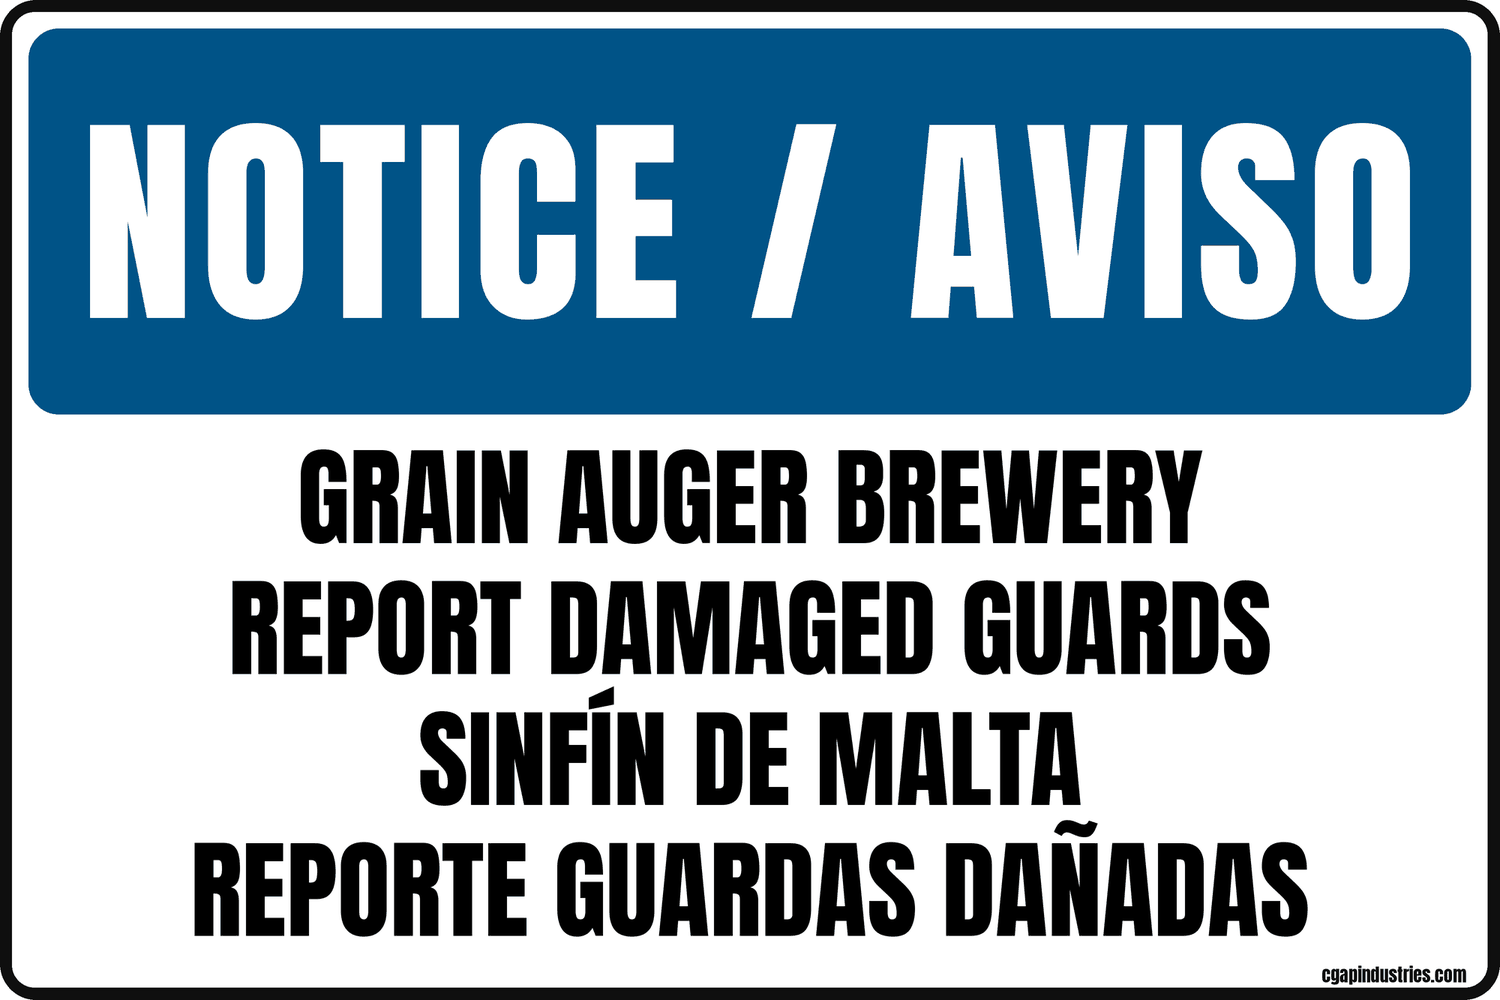 NOTICE / AVISO
GRAIN AUGER BREWERY
REPORT DAMAGED GUARDS
SINFÍN DE MALTA
REPORTE GUARDAS DAÑADAS
cgapindustries.com